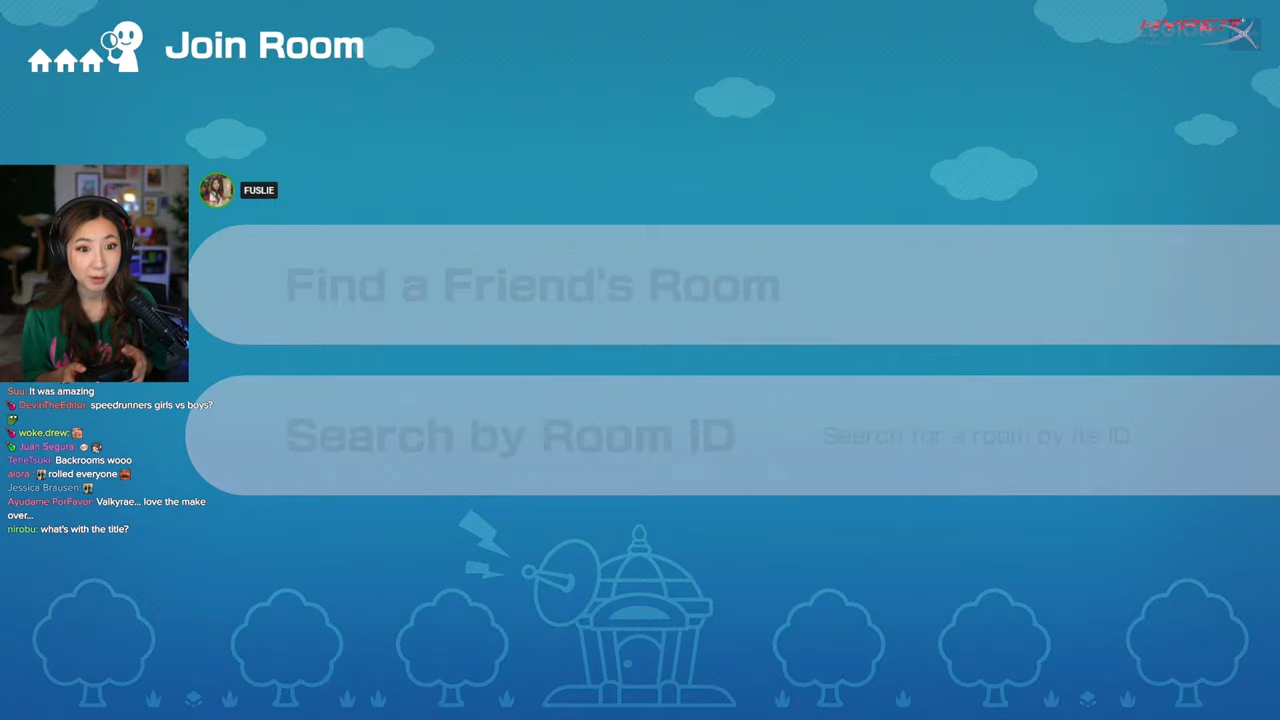 Join Room
HYPERX
LEGION
FUSLIE
Find a Friend's Room
Search by Room ID
Search for a room by its ID.
Suu: It was amazing
DevinTheEditor: speedrunners girls vs boys?
woke.drew:
Juan Segura:
TeheTsuki: Backrooms wooo
alora: rolled everyone
Jessica Brausen:
Ayudame PorFavor: Valkyrae... love the make
over...
nirobu: what's with the title?